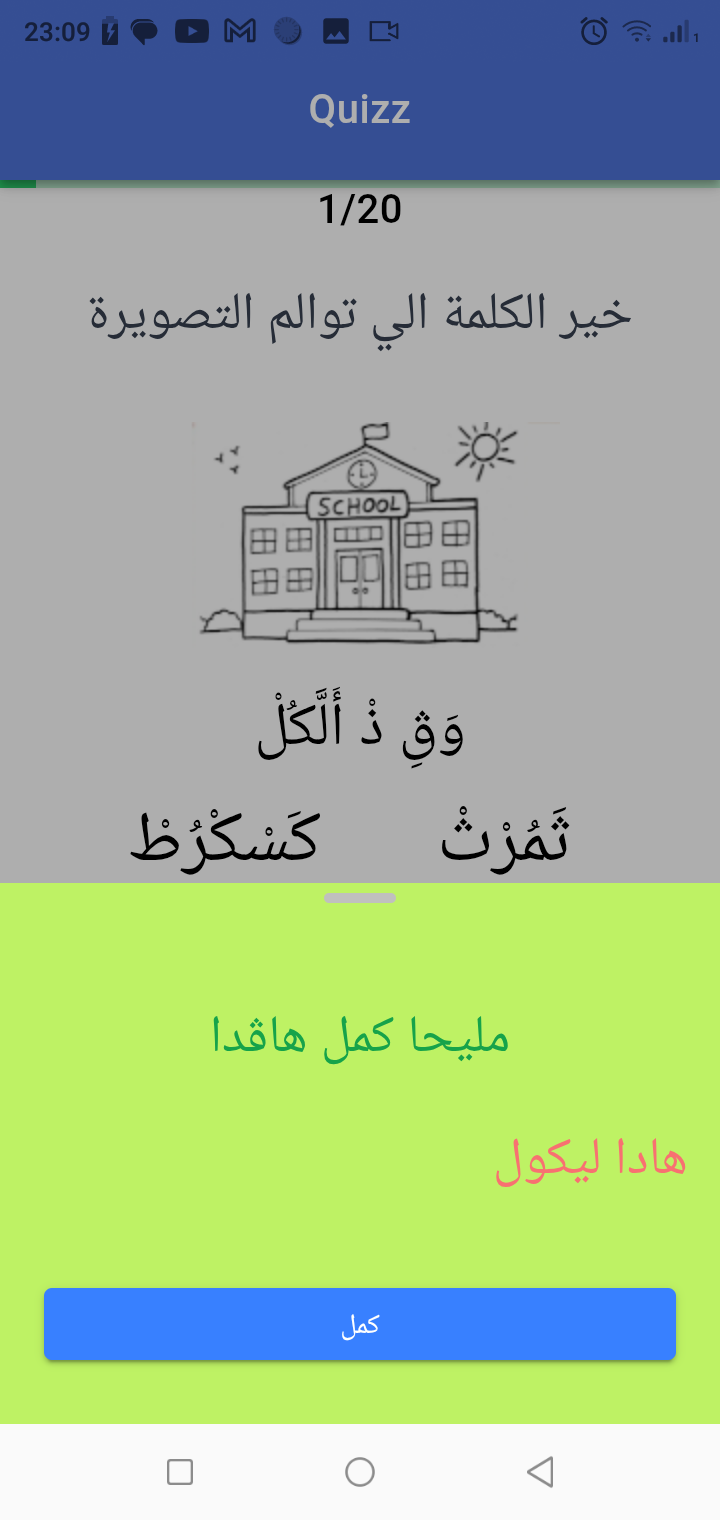 23:09
Quizz
1/20
خير الكلمة الي توالم التصويرة
SCHOOL
وَڨِ ذْ أَلَّكُلْ
ثَمُرْثْ
كَسْكْرُطْ
مليحا كمل هاڨدا
هادا ليكول
كمل